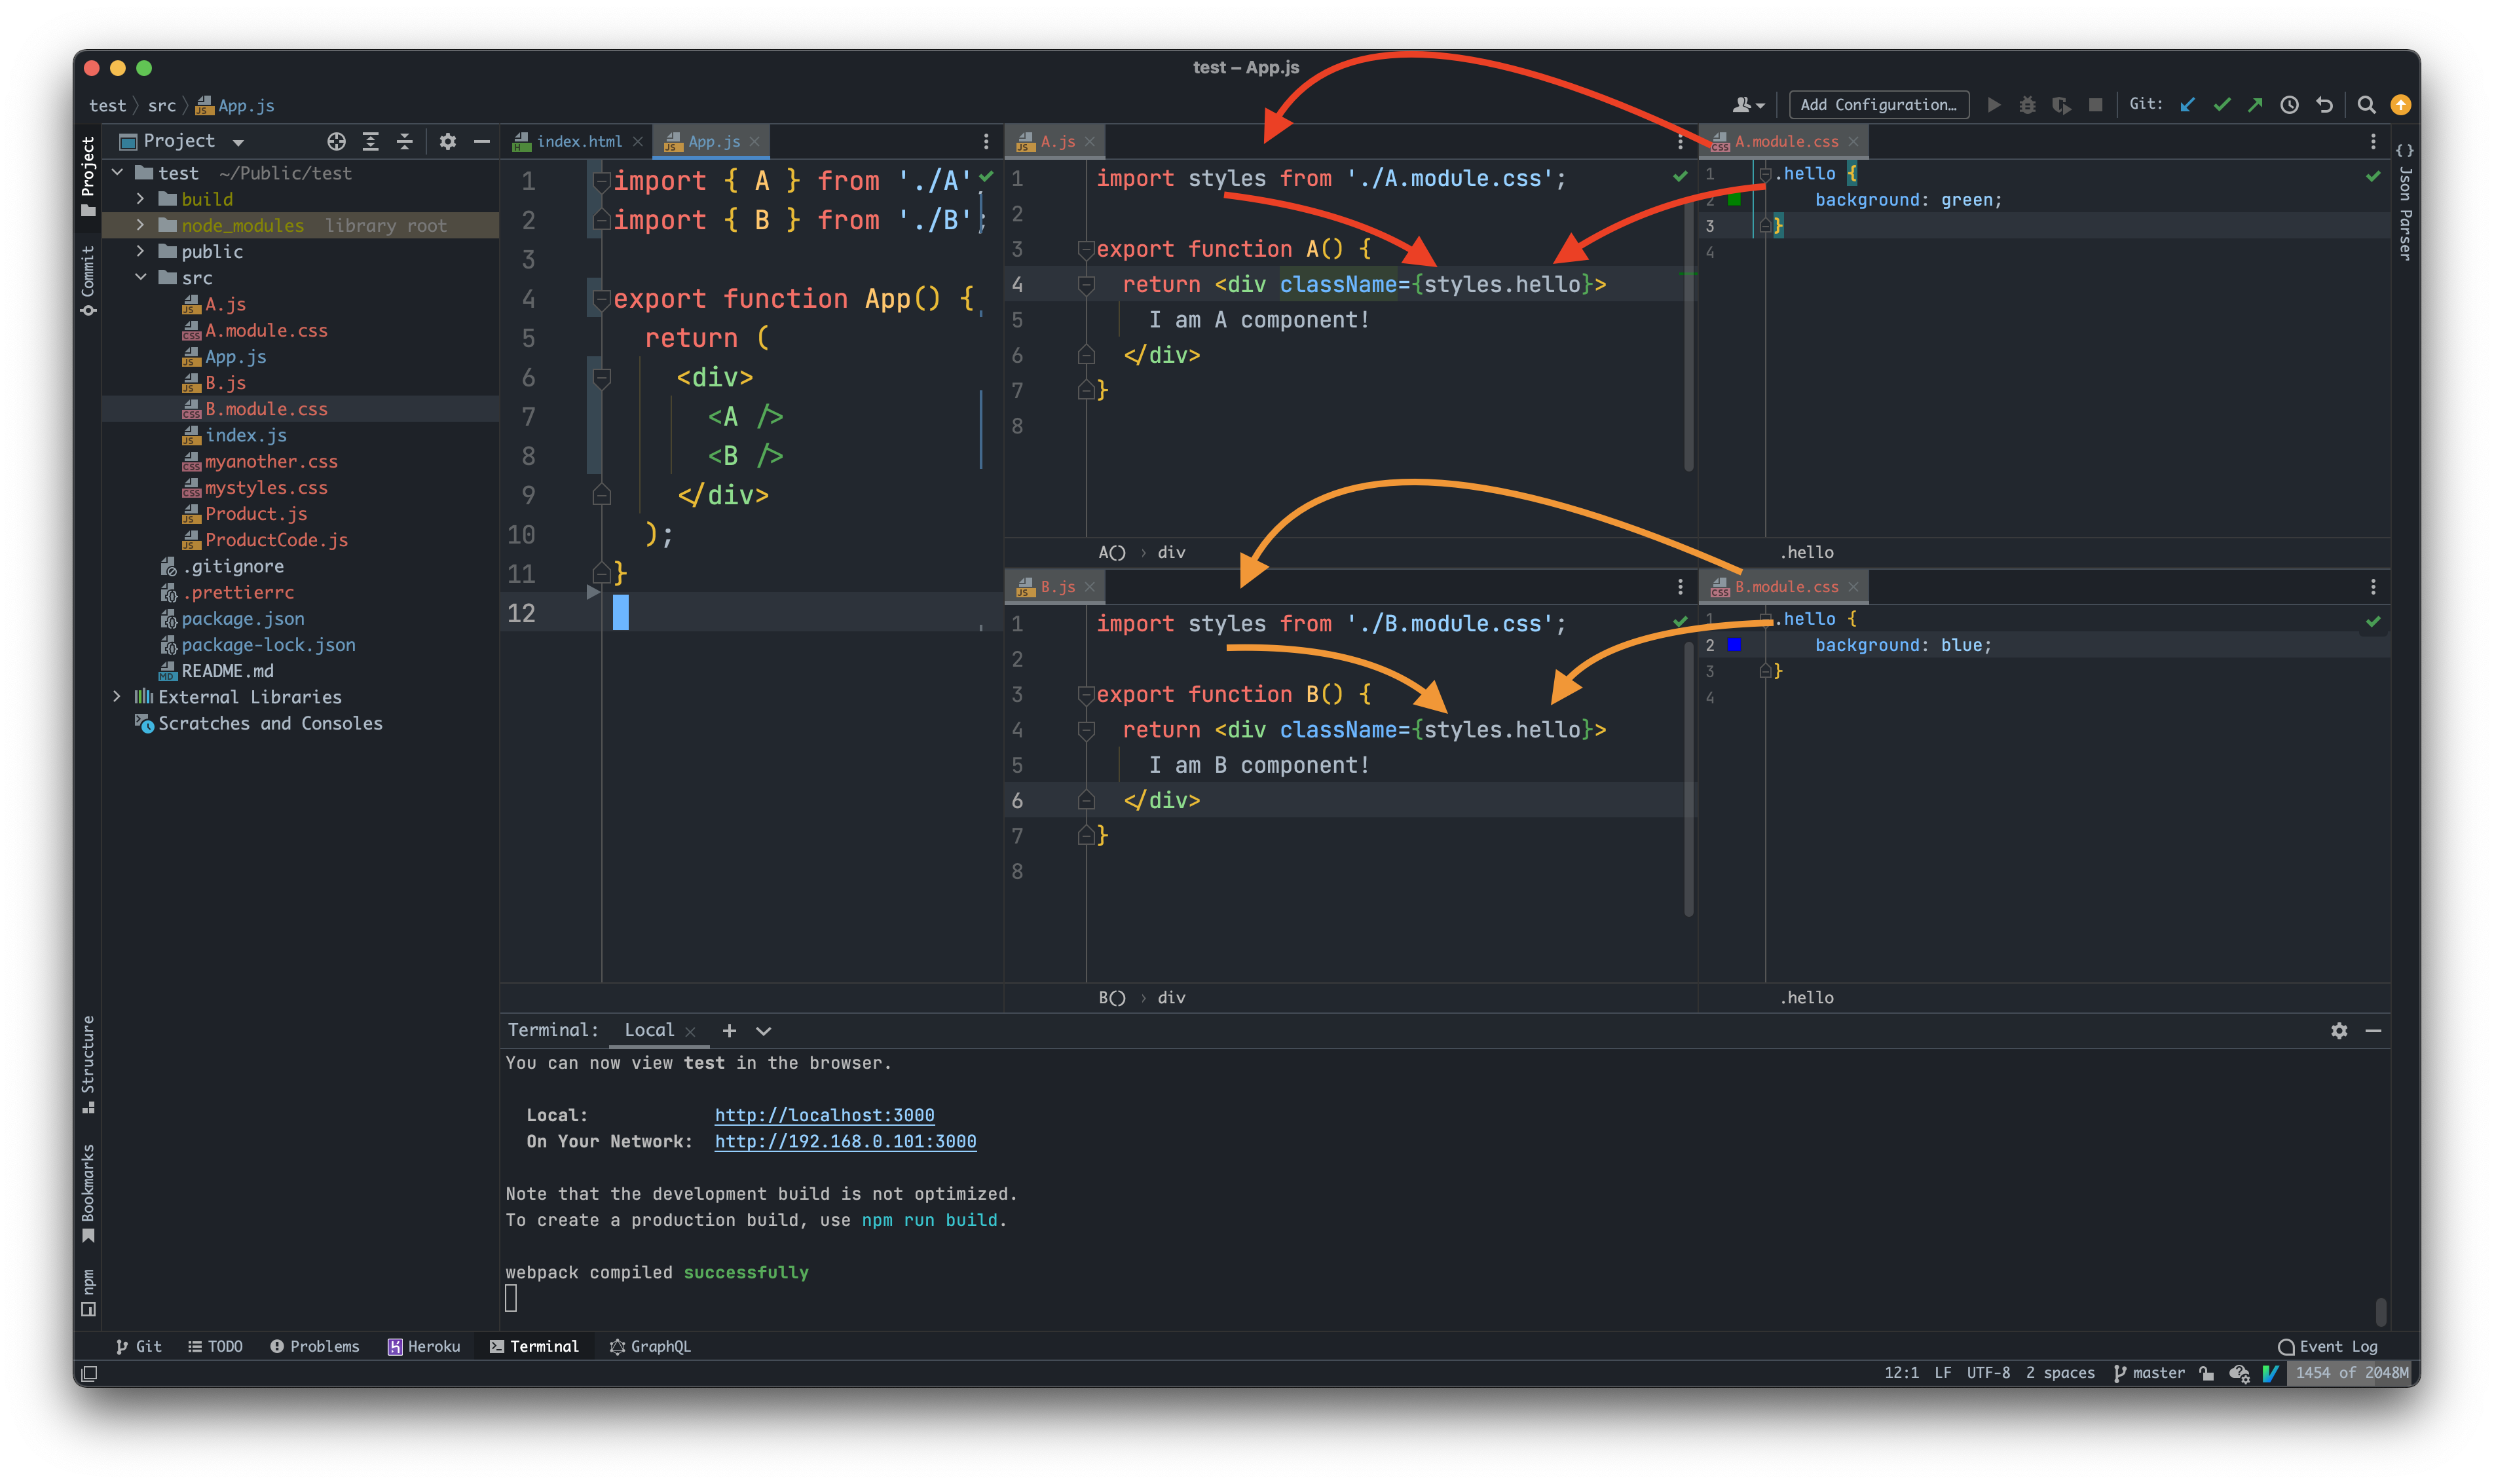 test – App.js
test src App.js
Add Configuration...
Git:
Project
index.html
App.js
A.js
A.module.css
Project
Commit
Structure
Bookmarks
npm
test ~/Public/test
build
node_modules library root
public
src
A.js
A.module.css
App.js
B.js
B.module.css
index.js
myanother.css
mystyles.css
Product.js
ProductCode.js
.gitignore
.prettierrc
package.json
package-lock.json
README.md
External Libraries
Scratches and Consoles
1 import { A } from './A'
2 import { B } from './B';
3
4 export function App() {
5 return (
6 <div>
7 <A />
8 <B />
9 </div>
10 );
11 }
12
1 import styles from './A.module.css';
2
3 export function A() {
4 return <div className={styles.hello}>
5 I am A component!
6 </div>
7 }
8
A() › div
1 .hello {
2 background: green;
3 }
4
.hello
B.js
1 import styles from './B.module.css';
2
3 export function B() {
4 return <div className={styles.hello}>
5 I am B component!
6 </div>
7 }
8
B() › div
B.module.css
1 .hello {
2 background: blue;
3 }
4
.hello
{} Json Parser
Terminal: Local
You can now view test in the browser.
Local: http://localhost:3000
On Your Network: http://192.168.0.101:3000
Note that the development build is not optimized.
To create a production build, use npm run build.
webpack compiled successfully
Git TODO Problems Heroku Terminal GraphQL Event Log
12:1 LF UTF-8 2 spaces master 1454 of 2048M